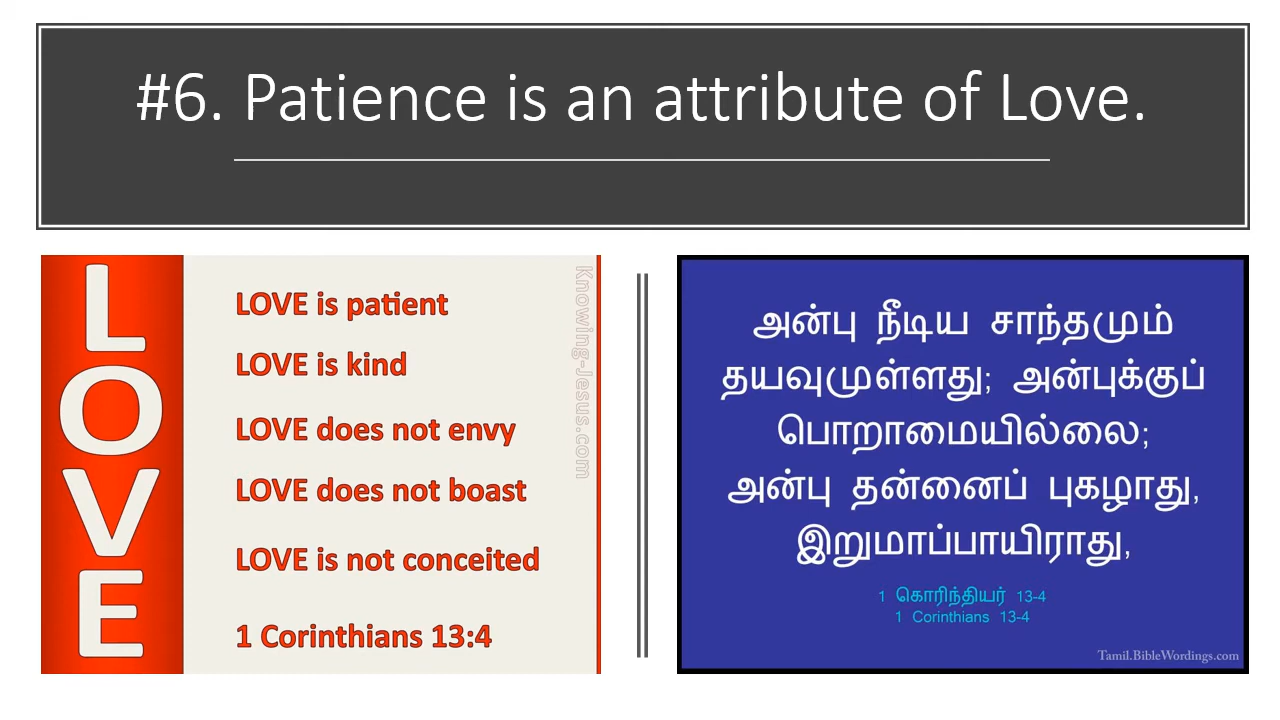 #6. Patience is an attribute of Love.
LOVE
LOVE is patient
LOVE is kind
LOVE does not envy
LOVE does not boast
LOVE is not conceited
1 Corinthians 13:4
Knowing-Jesus.com
அன்பு நீடிய சாந்தமும்
தயவுமுள்ளது; அன்புக்குப்
பொறாமையில்லை;
அன்பு தன்னைப் புகழாது,
இறுமாப்பாயிராது,
1 கொரிந்தியர் 13-4
1 Corinthians 13-4
Tamil.BibleWordings.com